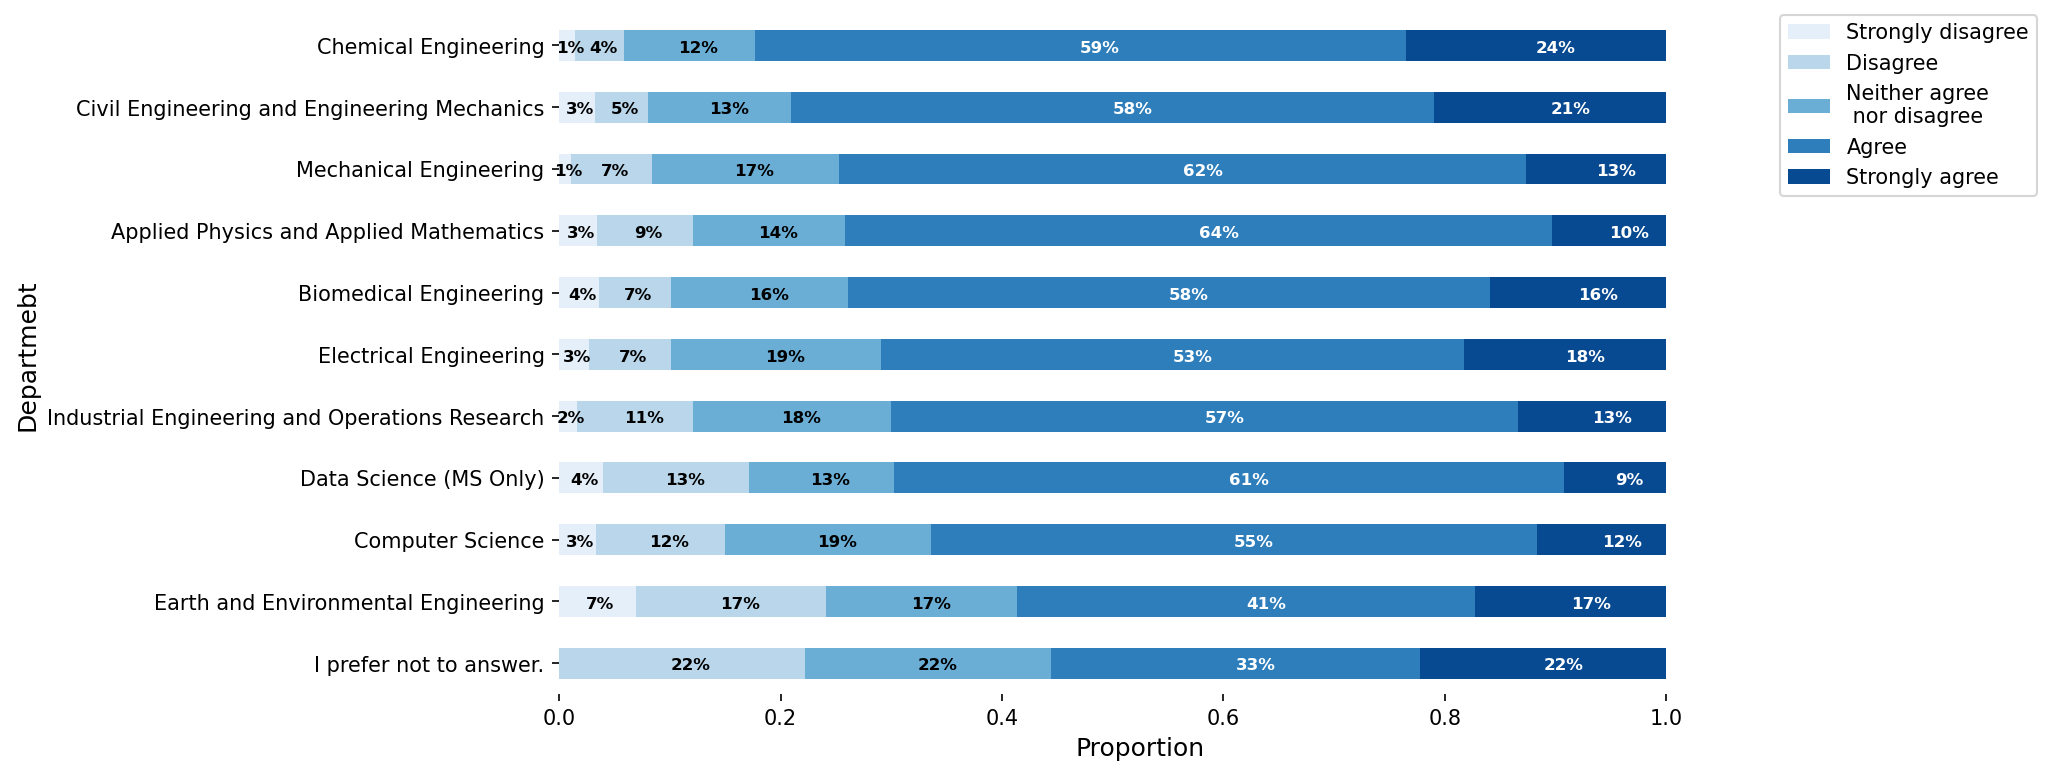 Chemical Engineering 1% 4% 12% 59% 24%
Civil Engineering and Engineering Mechanics 3% 5% 13% 58% 21%
Mechanical Engineering 1% 7% 17% 62% 13%
Applied Physics and Applied Mathematics 3% 9% 14% 64% 10%
Biomedical Engineering 4% 7% 16% 58% 16%
Electrical Engineering 3% 7% 19% 53% 18%
Industrial Engineering and Operations Research 2% 11% 18% 57% 13%
Data Science (MS Only) 4% 13% 13% 61% 9%
Computer Science 3% 12% 19% 55% 12%
Earth and Environmental Engineering 7% 17% 17% 41% 17%
I prefer not to answer. 22% 22% 33% 22%
0.0 0.2 0.4 0.6 0.8 1.0
Proportion
Departmebt
Strongly disagree
Disagree
Neither agree
nor disagree
Agree
Strongly agree